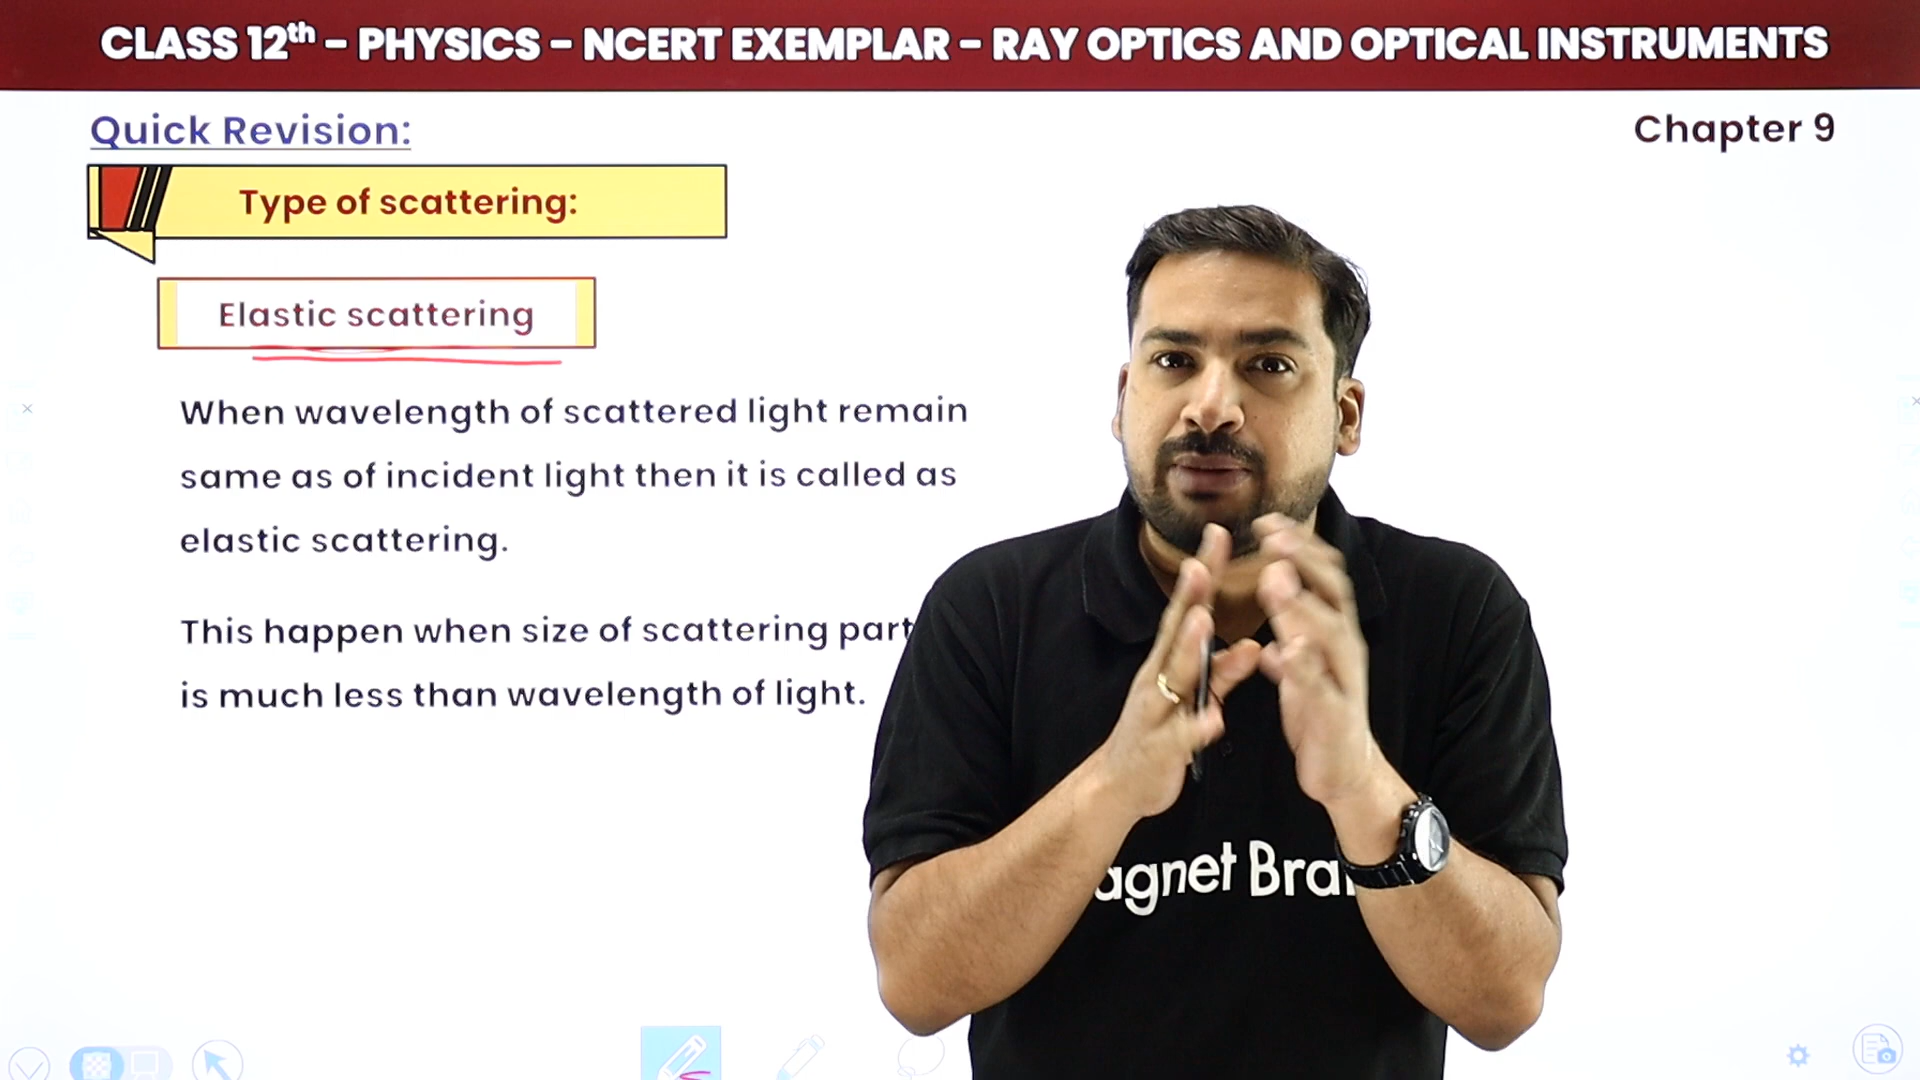 CLASS 12th - PHYSICS - NCERT EXEMPLAR - RAY OPTICS AND OPTICAL INSTRUMENTS
Quick Revision:
Chapter 9
Type of scattering:
Elastic scattering
When wavelength of scattered light remain
same as of incident light then it is called as
elastic scattering.
This happen when size of scattering part
is much less than wavelength of light.
agnet Bra